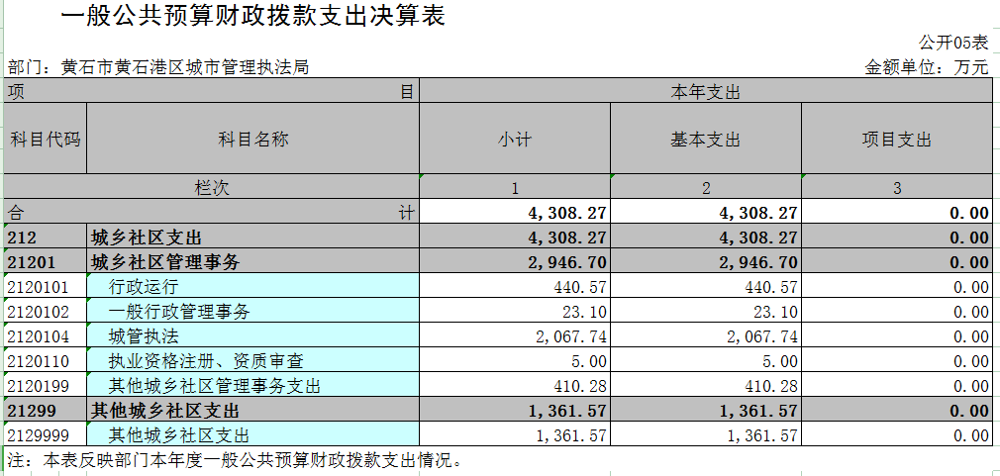 一般公共预算财政拨款支出决算表
公开05表
部门：黄石市黄石港区城市管理执法局 金额单位：万元
项 目 本年支出
科目代码 科目名称 小计 基本支出 项目支出
栏次 1 2 3
合 计 4,308.27 4,308.27 0.00
212 城乡社区支出 4,308.27 4,308.27 0.00
21201 城乡社区管理事务 2,946.70 2,946.70 0.00
2120101 行政运行 440.57 440.57 0.00
2120102 一般行政管理事务 23.10 23.10 0.00
2120104 城管执法 2,067.74 2,067.74 0.00
2120110 执业资格注册、资质审查 5.00 5.00 0.00
2120199 其他城乡社区管理事务支出 410.28 410.28 0.00
21299 其他城乡社区支出 1,361.57 1,361.57 0.00
2129999 其他城乡社区支出 1,361.57 1,361.57 0.00
注：本表反映部门本年度一般公共预算财政拨款支出情况。